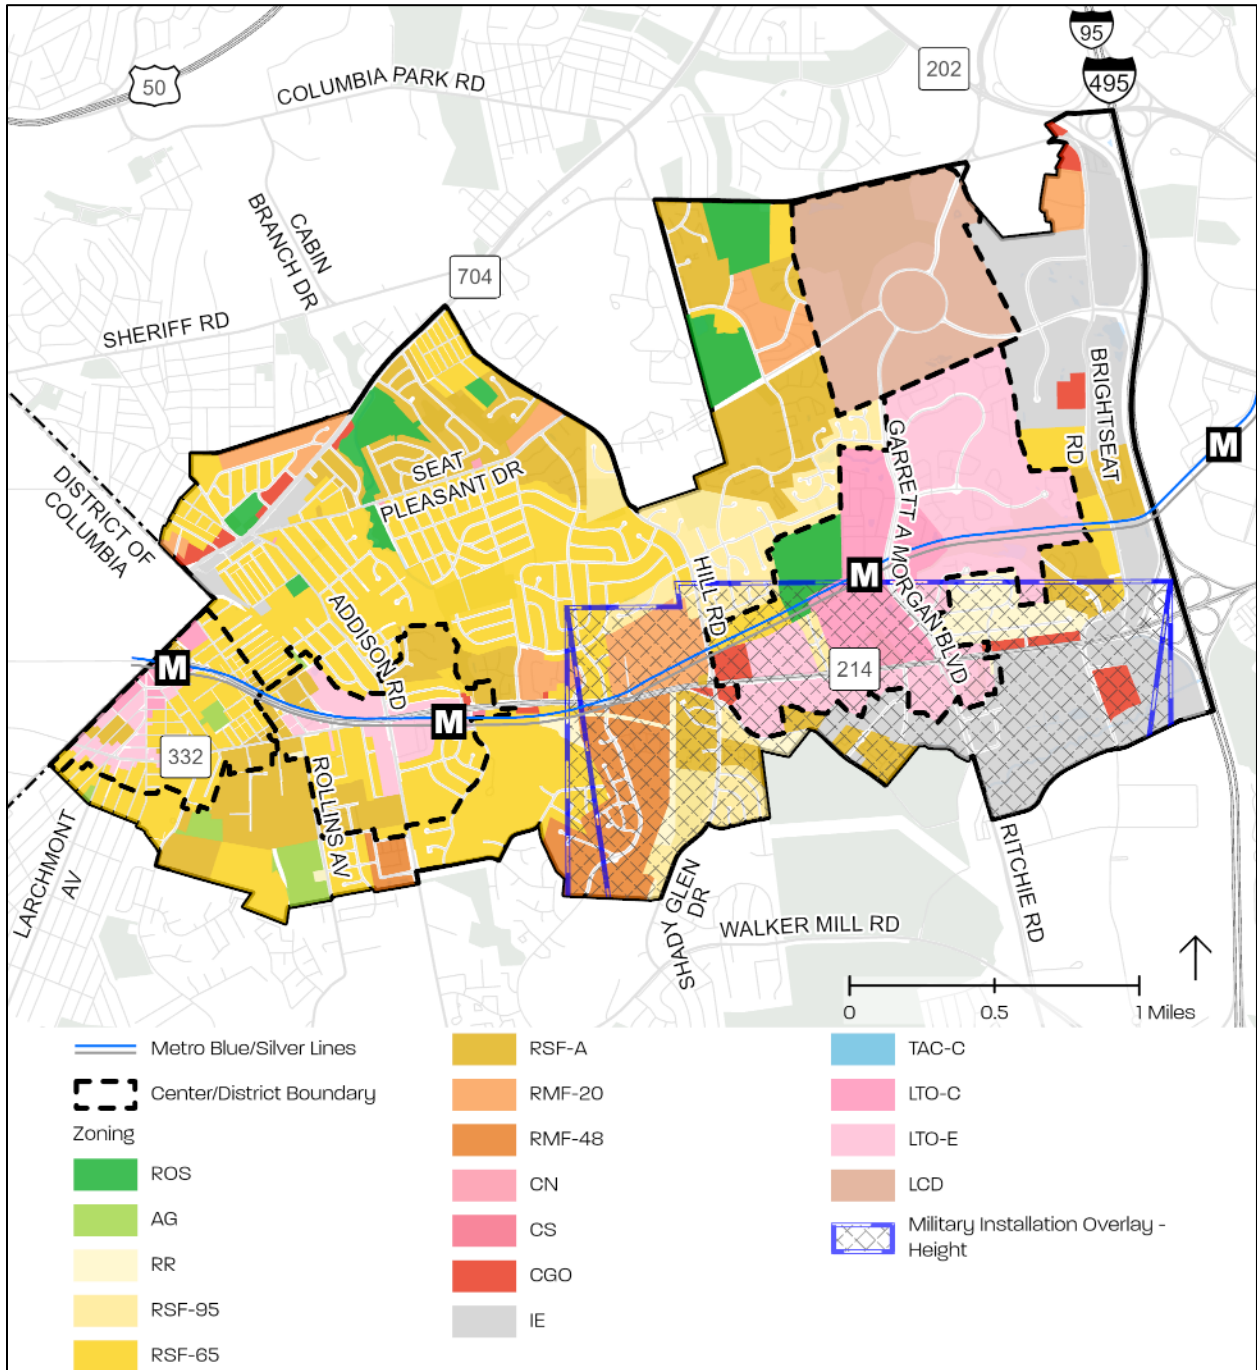 95
495
202
50
COLUMBIA PARK RD
CABIN
BRANCH DR
704
SHERIFF RD
BRIGHTSEAT
RD
M
GARRETT A MORGAN BLVD
SEAT
PLEASANT DR
DISTRICT OF
COLUMBIA
HILL RD
M
ADDISON RD
M
214
M
332
ROLLINS AV
LARCHMONT
AV
SHADY GLEN
DR
RITCHIE RD
WALKER MILL RD
0 0.5 1 Miles
Metro Blue/Silver Lines
Center/District Boundary
Zoning
ROS
AG
RR
RSF-95
RSF-65
RSF-A
RMF-20
RMF-48
CN
CS
CGO
IE
TAC-C
LTO-C
LTO-E
LCD
Military Installation Overlay -
Height